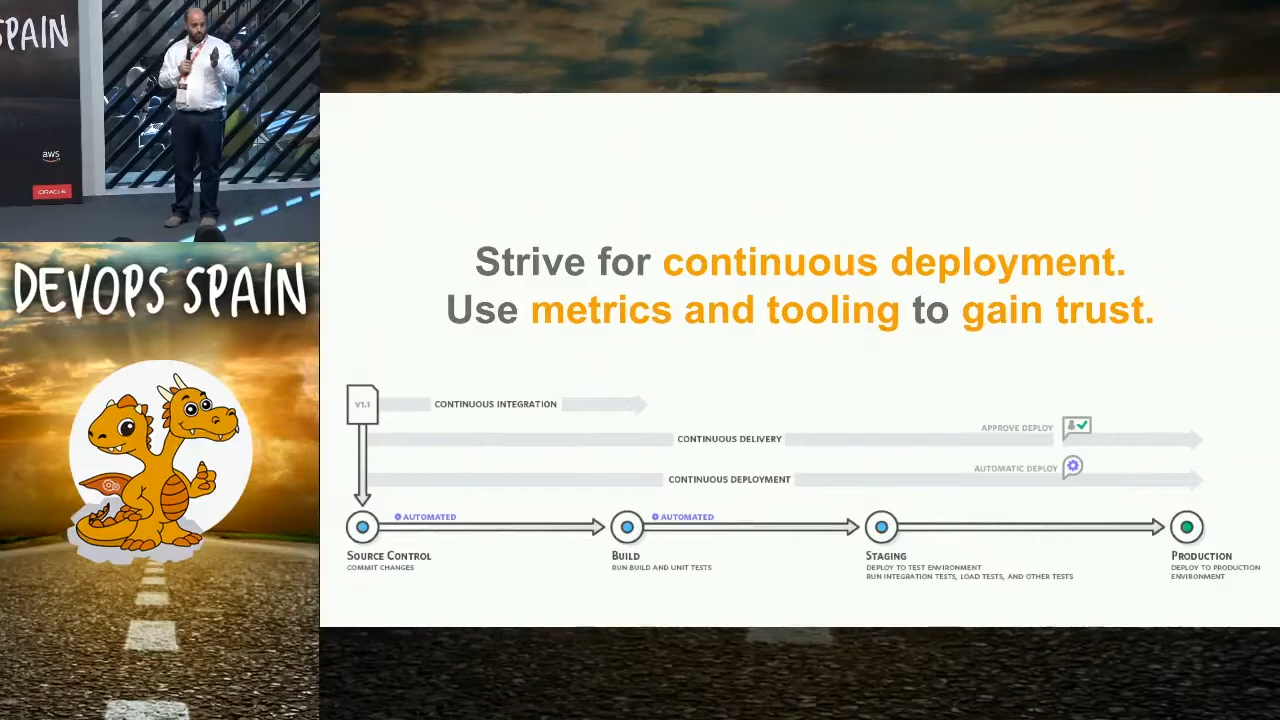 SPAIN
aws
ORACLE
DEVOPS SPAIN
Strive for continuous deployment.
Use metrics and tooling to gain trust.
V1.1
CONTINUOUS INTEGRATION
CONTINUOUS DELIVERY
APPROVE DEPLOY
CONTINUOUS DEPLOYMENT
AUTOMATIC DEPLOY
AUTOMATED
AUTOMATED
SOURCE CONTROL
COMMIT CHANGES
BUILD
RUN BUILD AND UNIT TESTS
STAGING
DEPLOY TO TEST ENVIRONMENT
RUN INTEGRATION TESTS, LOAD TESTS, AND OTHER TESTS
PRODUCTION
DEPLOY TO PRODUCTION
ENVIRONMENT